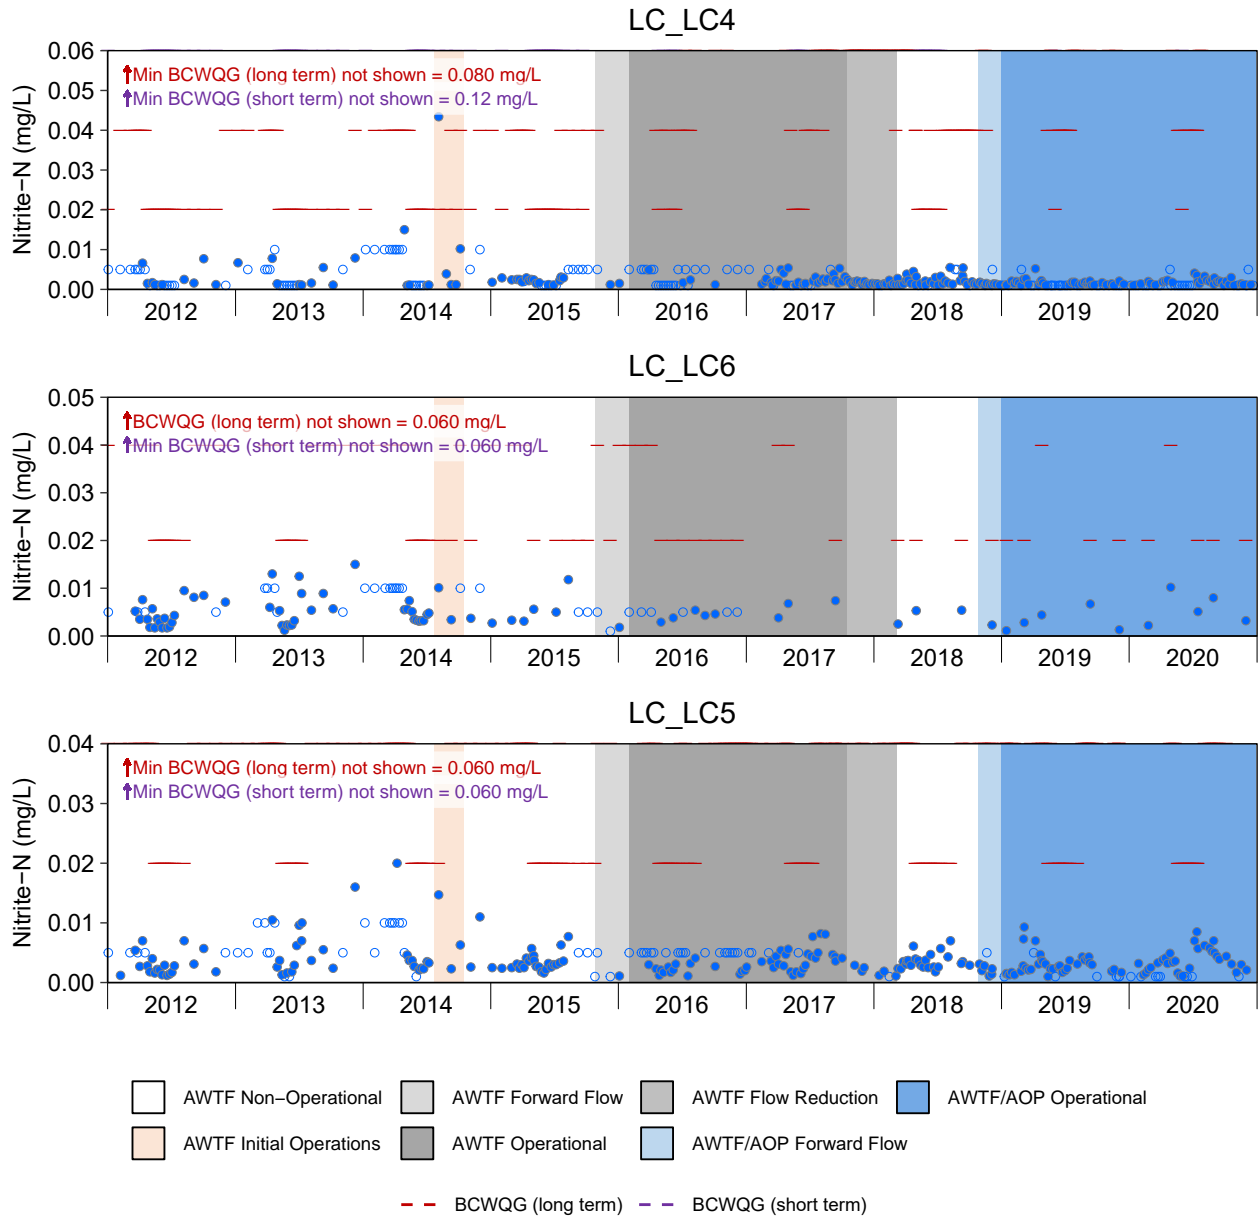 LC_LC4
Nitrite−N (mg/L)
0.06
0.05
0.04
0.03
0.02
0.01
0.00
↑Min BCWQG (long term) not shown = 0.080 mg/L
↑Min BCWQG (short term) not shown = 0.12 mg/L
2012 2013 2014 2015 2016 2017 2018 2019 2020
LC_LC6
Nitrite−N (mg/L)
0.05
0.04
0.03
0.02
0.01
0.00
↑BCWQG (long term) not shown = 0.060 mg/L
↑Min BCWQG (short term) not shown = 0.060 mg/L
2012 2013 2014 2015 2016 2017 2018 2019 2020
LC_LC5
Nitrite−N (mg/L)
0.04
0.03
0.02
0.01
0.00
↑Min BCWQG (long term) not shown = 0.060 mg/L
↑Min BCWQG (short term) not shown = 0.060 mg/L
2012 2013 2014 2015 2016 2017 2018 2019 2020
AWTF Non−Operational AWTF Forward Flow AWTF Flow Reduction AWTF/AOP Operational
AWTF Initial Operations AWTF Operational AWTF/AOP Forward Flow
BCWQG (long term) BCWQG (short term)